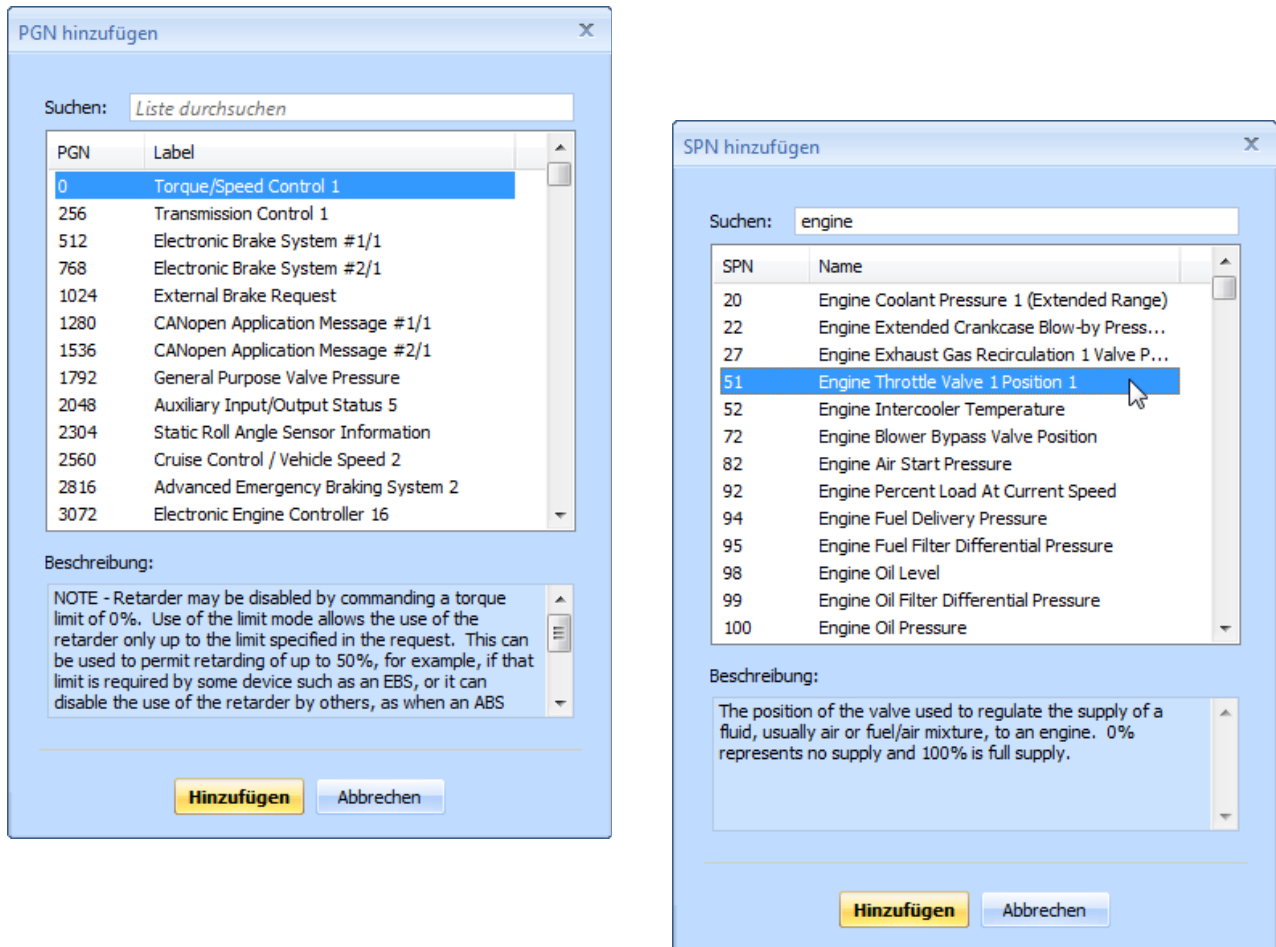 PGN hinzufügen
Suchen: Liste durchsuchen
PGN Label
0 Torque/Speed Control 1
256 Transmission Control 1
512 Electronic Brake System #1/1
768 Electronic Brake System #2/1
1024 External Brake Request
1280 CANopen Application Message #1/1
1536 CANopen Application Message #2/1
1792 General Purpose Valve Pressure
2048 Auxiliary Input/Output Status 5
2304 Static Roll Angle Sensor Information
2560 Cruise Control / Vehicle Speed 2
2816 Advanced Emergency Braking System 2
3072 Electronic Engine Controller 16
Beschreibung:
NOTE - Retarder may be disabled by commanding a torque
limit of 0%. Use of the limit mode allows the use of the
retarder only up to the limit specified in the request. This can
be used to permit retarding of up to 50%, for example, if that
limit is required by some device such as an EBS, or it can
disable the use of the retarder by others, as when an ABS
Hinzufügen Abbrechen
SPN hinzufügen
Suchen: engine
SPN Name
20 Engine Coolant Pressure 1 (Extended Range)
22 Engine Extended Crankcase Blow-by Press...
27 Engine Exhaust Gas Recirculation 1 Valve P...
51 Engine Throttle Valve 1 Position 1
52 Engine Intercooler Temperature
72 Engine Blower Bypass Valve Position
82 Engine Air Start Pressure
92 Engine Percent Load At Current Speed
94 Engine Fuel Delivery Pressure
95 Engine Fuel Filter Differential Pressure
98 Engine Oil Level
99 Engine Oil Filter Differential Pressure
100 Engine Oil Pressure
Beschreibung:
The position of the valve used to regulate the supply of a
fluid, usually air or fuel/air mixture, to an engine. 0%
represents no supply and 100% is full supply.
Hinzufügen Abbrechen